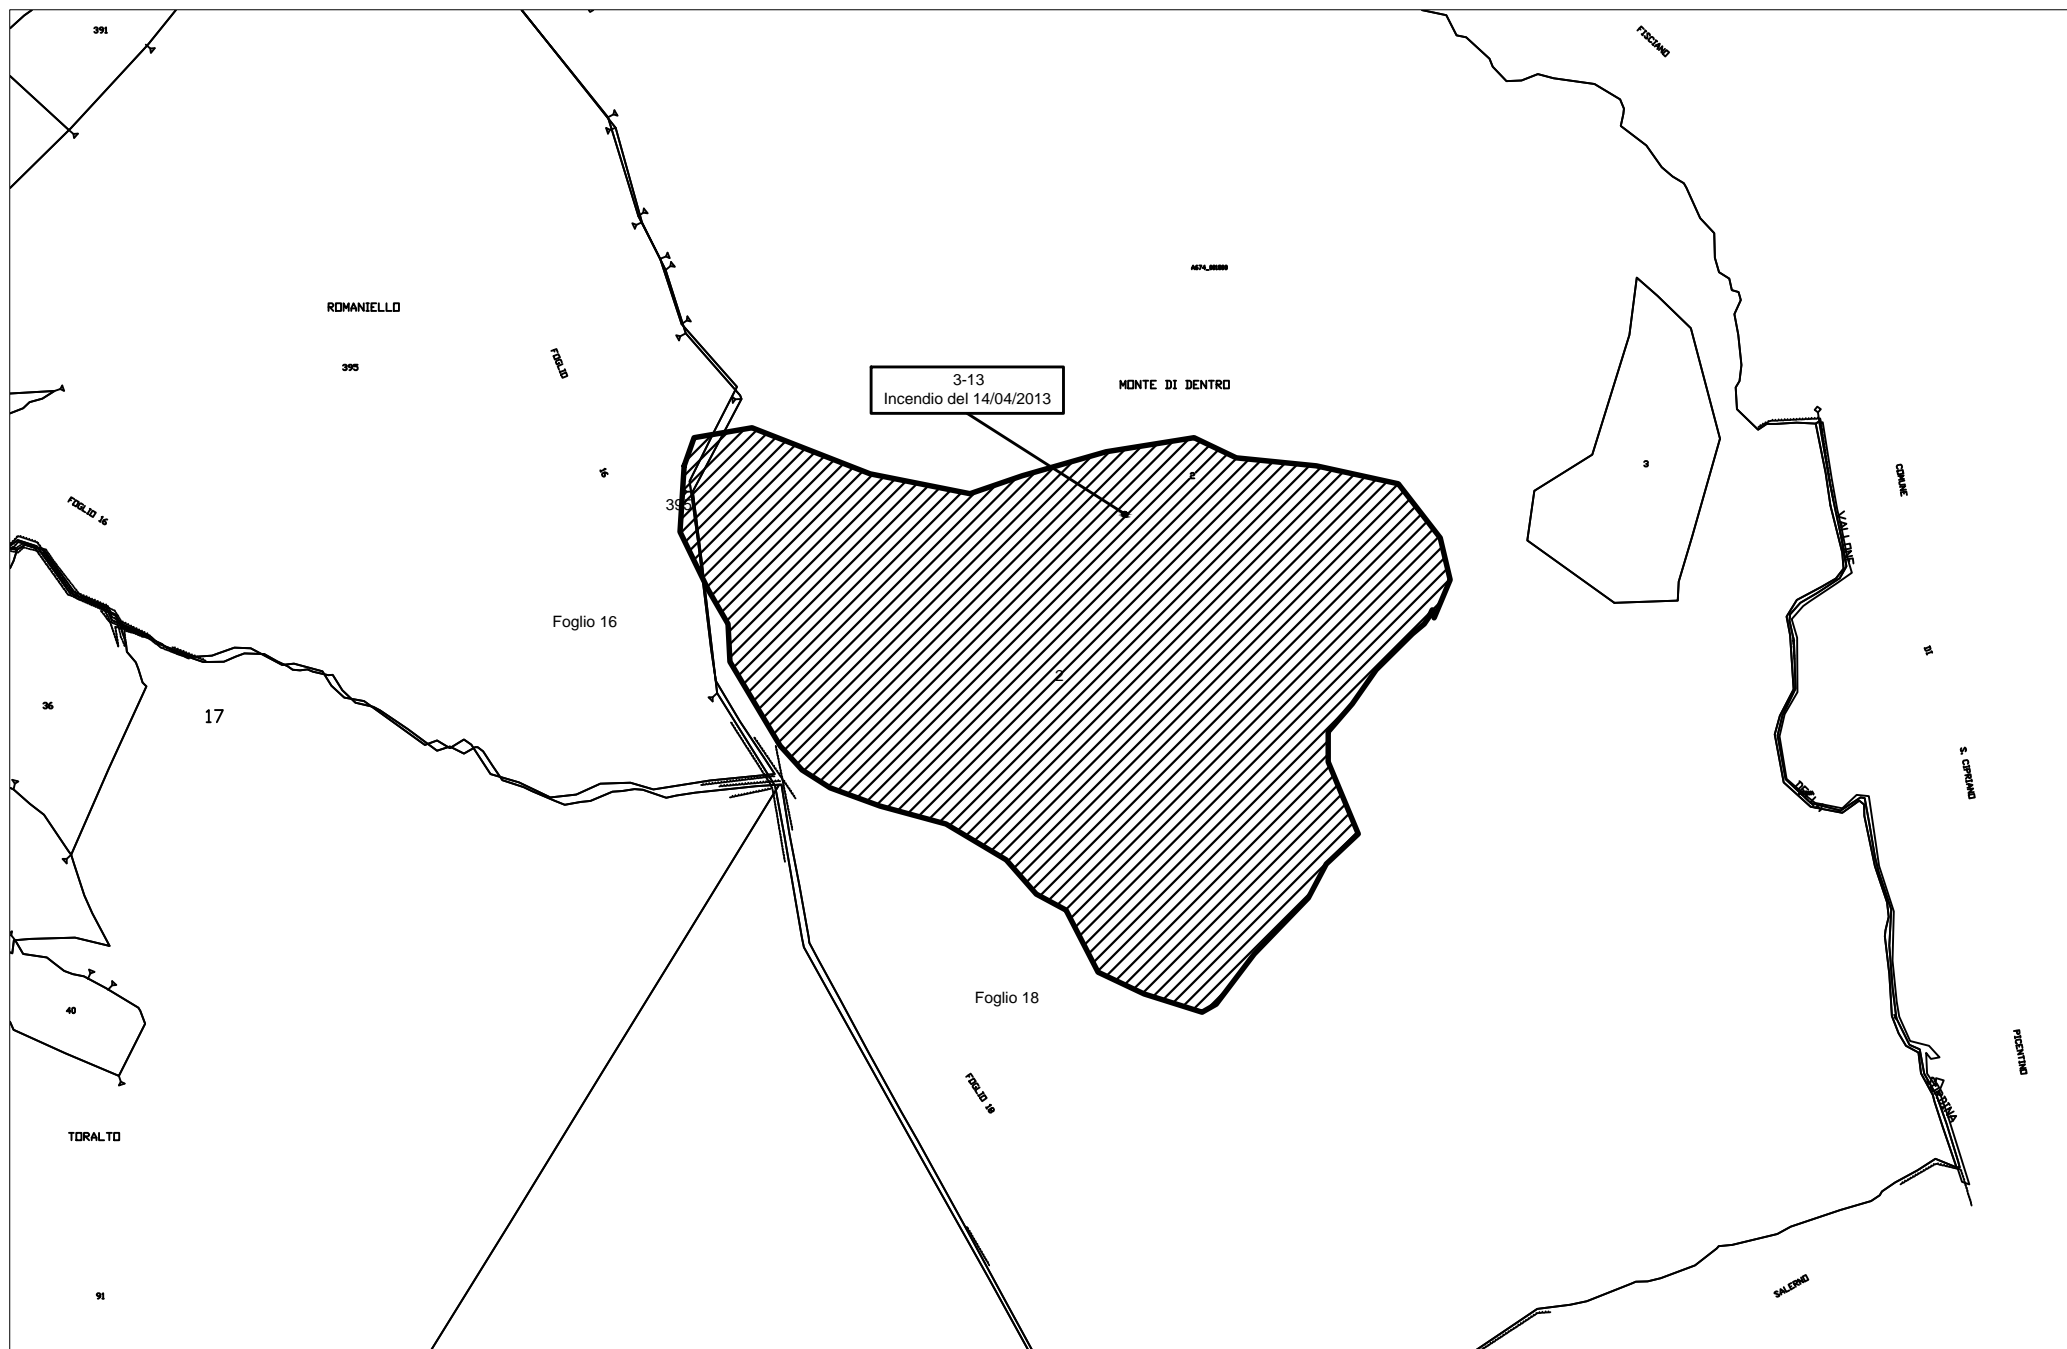 391
FISCIANO
ROMANIELLO
FOGLIO
395
3-13
Incendio del 14/04/2013
MONTE DI DENTRO
3
16
2
COMUNE
395
FOGLIO 16
VALLONE
Foglio 16
DI
2
36
17
S. CIPRIANO
Foglio 18
40
PICENTINO
FOGLIO 18
TORALTO
SALERNO
91